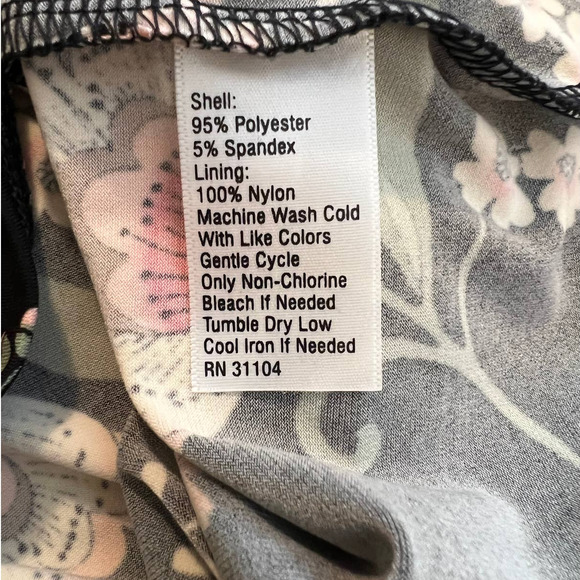 Shell:
95% Polyester
5% Spandex
Lining:
100% Nylon
Machine Wash Cold
With Like Colors
Gentle Cycle
Only Non-Chlorine
Bleach If Needed
Tumble Dry Low
Cool Iron If Needed
RN 31104